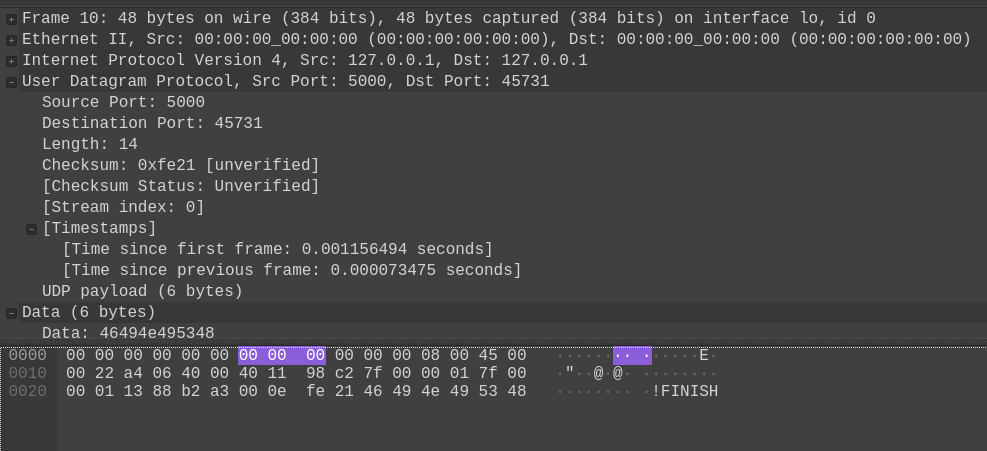 Frame 10: 48 bytes on wire (384 bits), 48 bytes captured (384 bits) on interface lo, id 0
Ethernet II, Src: 00:00:00_00:00:00 (00:00:00:00:00:00), Dst: 00:00:00_00:00:00 (00:00:00:00:00:00)
Internet Protocol Version 4, Src: 127.0.0.1, Dst: 127.0.0.1
User Datagram Protocol, Src Port: 5000, Dst Port: 45731
Source Port: 5000
Destination Port: 45731
Length: 14
Checksum: 0xfe21 [unverified]
[Checksum Status: Unverified]
[Stream index: 0]
[Timestamps]
[Time since first frame: 0.001156494 seconds]
[Time since previous frame: 0.000073475 seconds]
UDP payload (6 bytes)
Data (6 bytes)
Data: 46494e495348
0000 00 00 00 00 00 00 00 00 00 00 00 00 08 00 45 00 ········ ······E·
0010 00 22 a4 06 40 00 40 11 98 c2 7f 00 00 01 7f 00 ·"··@·@· ········
0020 00 01 13 88 b2 a3 00 0e fe 21 46 49 4e 49 53 48 ········ ·!FINISH